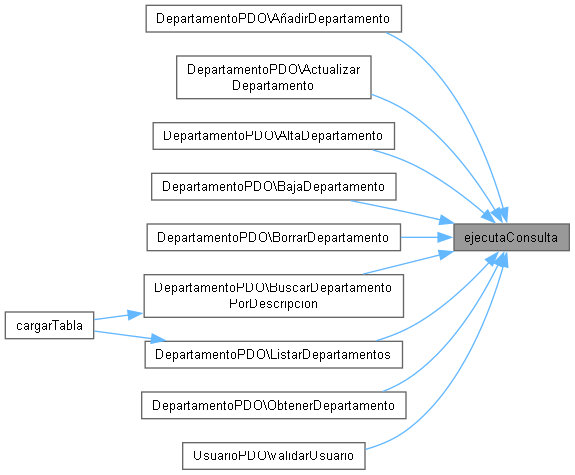 DepartamentoPDO\AñadirDepartamento
DepartamentoPDO\Actualizar
Departamento
DepartamentoPDO\AltaDepartamento
DepartamentoPDO\BajaDepartamento
ejecutaConsulta
DepartamentoPDO\BorrarDepartamento
DepartamentoPDO\BuscarDepartamento
PorDescripcion
cargarTabla
DepartamentoPDO\ListarDepartamentos
DepartamentoPDO\ObtenerDepartamento
UsuarioPDO\validarUsuario